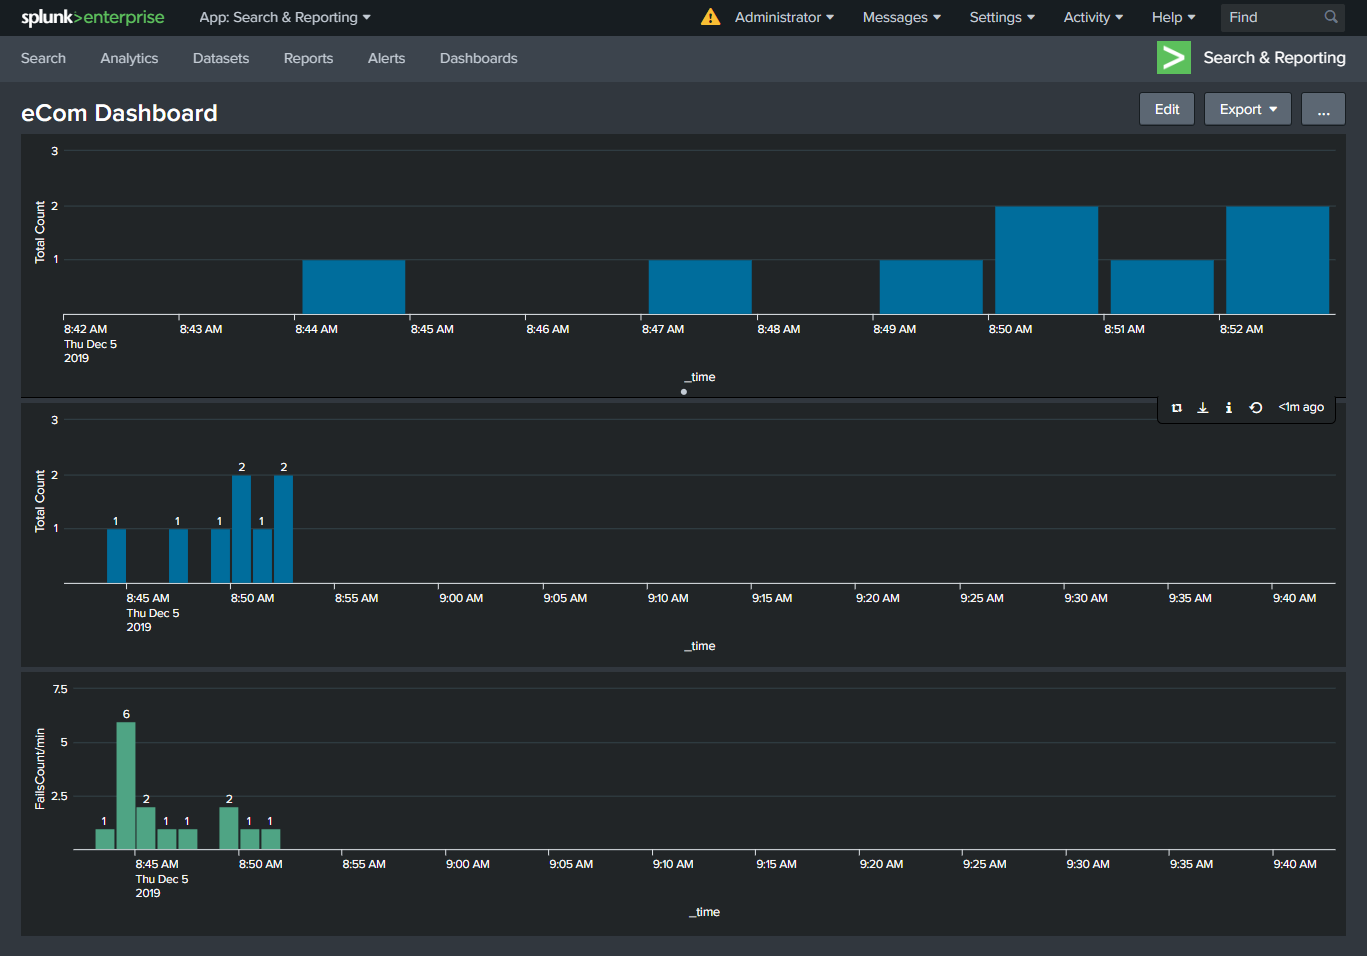 splunk>enterprise App: Search & Reporting Administrator Messages Settings Activity Help Find
Search Analytics Datasets Reports Alerts Dashboards Search & Reporting
eCom Dashboard Edit Export ...
3
2
1
Total Count
8:42 AM 8:43 AM 8:44 AM 8:45 AM 8:46 AM 8:47 AM 8:48 AM 8:49 AM 8:50 AM 8:51 AM 8:52 AM
Thu Dec 5
2019
_time
<1m ago
3
2
1
Total Count
1 1 1 2 1 2
8:45 AM 8:50 AM 8:55 AM 9:00 AM 9:05 AM 9:10 AM 9:15 AM 9:20 AM 9:25 AM 9:30 AM 9:35 AM 9:40 AM
Thu Dec 5
2019
_time
7.5
5
2.5
FailsCount/min
1 6 2 1 1 2 1 1
8:45 AM 8:50 AM 8:55 AM 9:00 AM 9:05 AM 9:10 AM 9:15 AM 9:20 AM 9:25 AM 9:30 AM 9:35 AM 9:40 AM
Thu Dec 5
2019
_time